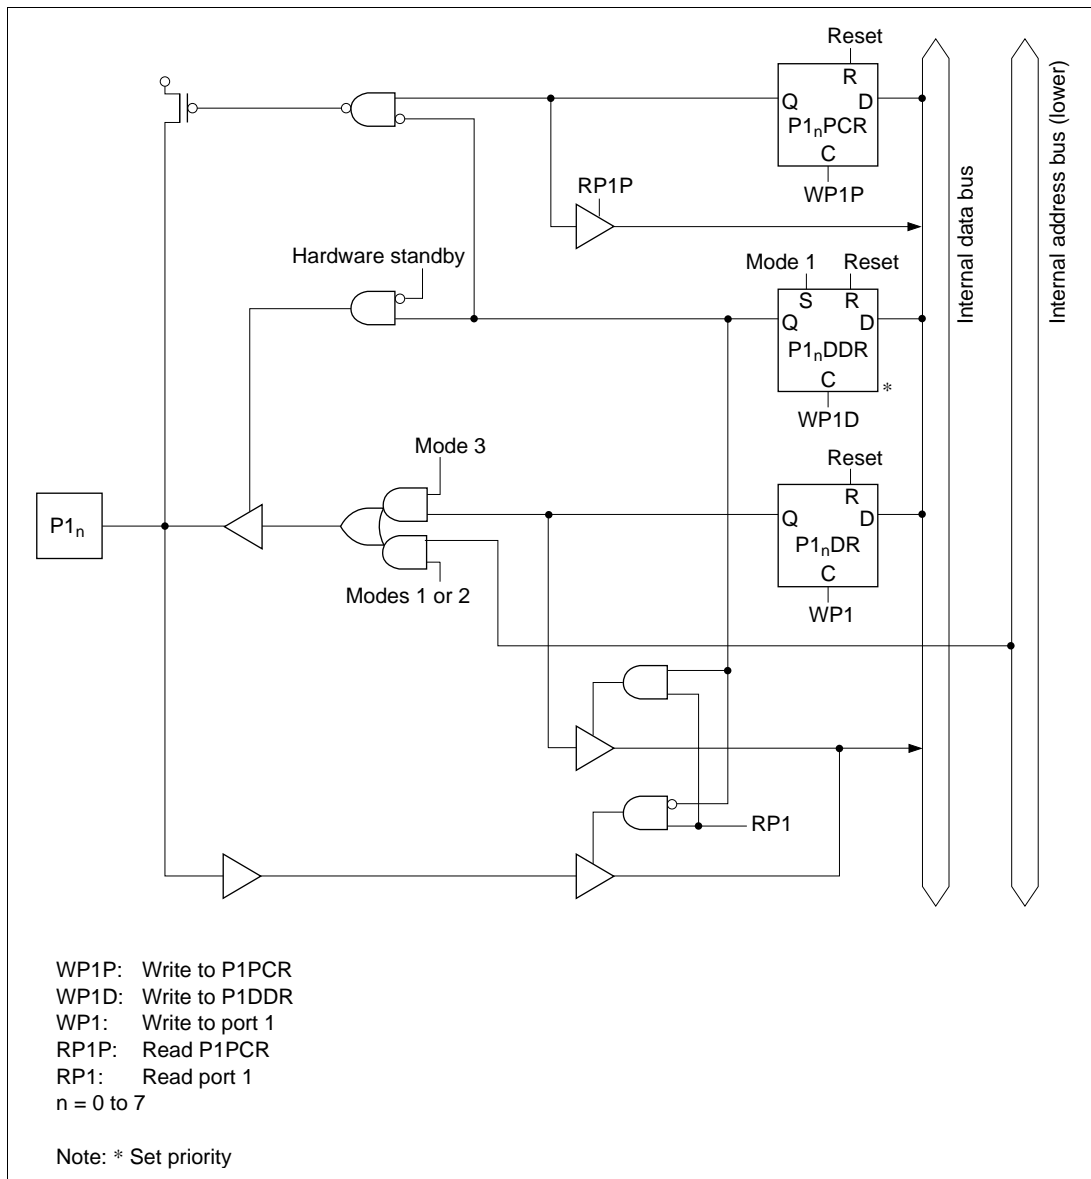 Reset
R
Q D
P1nPCR
C
WP1P
RP1P
Internal data bus
Internal address bus (lower)
Hardware standby
Mode 1 Reset
S R
Q D
P1nDDR
C
*
WP1D
Mode 3
Reset
R
Q D
P1nDR
C
WP1
P1n
Modes 1 or 2
RP1
WP1P: Write to P1PCR
WP1D: Write to P1DDR
WP1: Write to port 1
RP1P: Read P1PCR
RP1: Read port 1
n = 0 to 7
Note: * Set priority